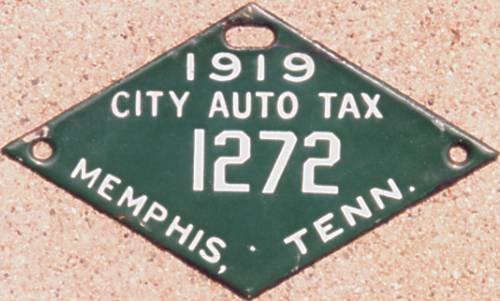 1919
CITY AUTO TAX
1272
MEMPHIS, TENN.